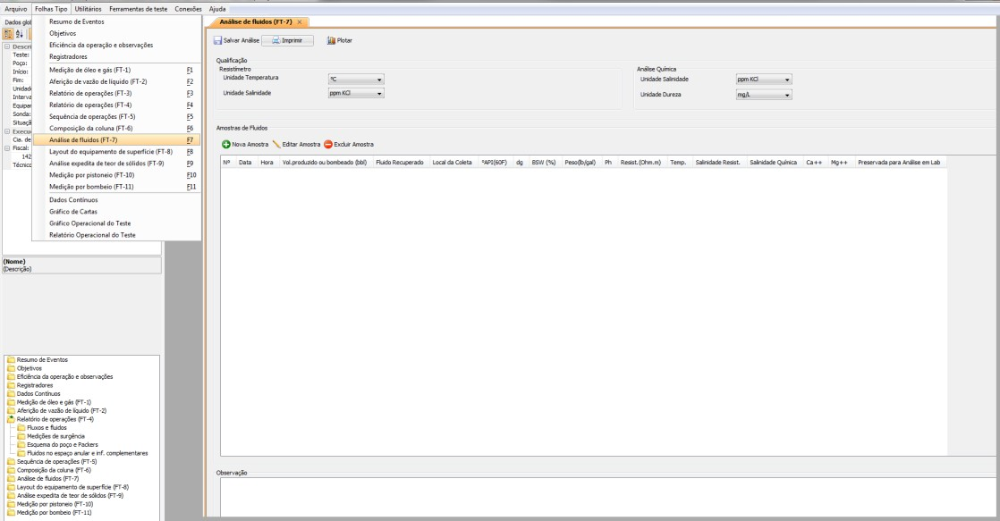 Arquivo Folhas Tipo Utilitários Ferramentas de teste Conexões Ajuda
Dados glo
Descri
Teste:
Poço:
Início:
Fim:
Unidad
Interva
Equipar
Sonda:
Situaçã
Execu
Cia. de
Fiscal:
142
Técnico
Resumo de Eventos
Objetivos
Eficiência da operação e observações
Registradores
Medição de óleo e gás (FT-1) F1
Aferição de vazão de líquido (FT-2) F2
Relatório de operações (FT-3) F3
Relatório de operações (FT-4) F4
Sequência de operações (FT-5) F5
Composição da coluna (FT-6) F6
Análise de fluidos (FT-7) F7
Layout do equipamento de superfície (FT-8) F8
Análise expedita de teor de sólidos (FT-9) F9
Medição por pistoneio (FT-10) F10
Medição por bombeio (FT-11) F11
Dados Contínuos
Gráfico de Cartas
Gráfico Operacional do Teste
Relatório Operacional do Teste
(Nome)
(Descrição)
Resumo de Eventos
Objetivos
Eficiência da operação e observações
Registradores
Dados Contínuos
Medição de óleo e gás (FT-1)
Aferição de vazão de líquido (FT-2)
Relatório de operações (FT-4)
Fluxos e fluidos
Medições de surgência
Esquema do poço e Packers
Fluidos no espaço anular e inf. complementares
Sequência de operações (FT-5)
Composição da coluna (FT-6)
Análise de fluidos (FT-7)
Layout do equipamento de superfície (FT-8)
Análise expedita de teor de sólidos (FT-9)
Medição por pistoneio (FT-10)
Medição por bombeio (FT-11)
Análise de fluidos (FT-7)
Salvar Análise Imprimir Plotar
Qualificação
Resistímetro
Unidade Temperatura ºC
Unidade Salinidade ppm KCl
Análise Química
Unidade Salinidade ppm KCl
Unidade Dureza mg/L
Amostras de Fluidos
Nova Amostra Editar Amostra Excluir Amostra
Nº Data Hora Vol.produzido ou bombeado (bbl) Fluido Recuperado Local da Coleta ºAPI(60F) dg BSW (%) Peso(lb/gal) Ph Resist.(Ohm.m) Temp. Salinidade Resist. Salinidade Química Ca++ Mg++ Preservada para Análise em Lab
Observação